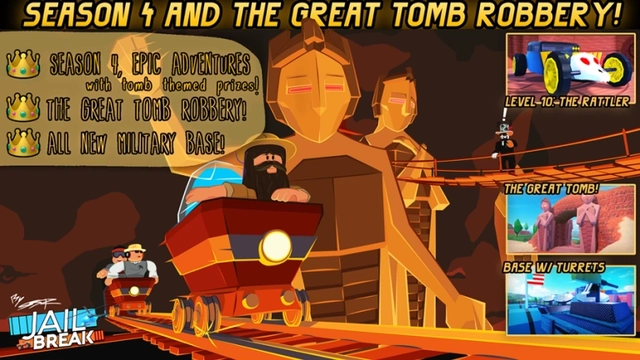 SEASON 4 AND THE GREAT TOMB ROBBERY!
SEASON 4, EPIC ADVENTURES
with tomb themed prizes!
THE GREAT TOMB ROBBERY!
ALL NEW MILITARY BASE!
LEVEL 10: THE RATTLER
THE GREAT TOMB!
BASE W/ TURRETS
By
JAIL
BREAK